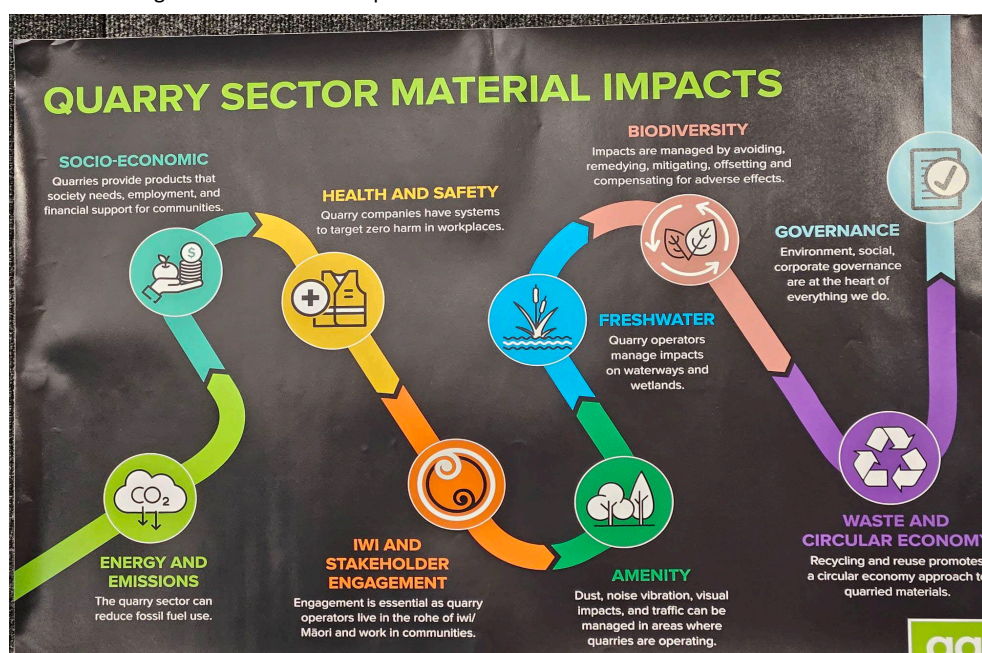 QUARRY SECTOR MATERIAL IMPACTS
SOCIO-ECONOMIC
Quarries provide products that
society needs, employment, and
financial support for communities.
$
HEALTH AND SAFETY
Quarry companies have systems
to target zero harm in workplaces.
BIODIVERSITY
Impacts are managed by avoiding,
remedying, mitigating, offsetting and
compensating for adverse effects.
GOVERNANCE
Environment, social,
corporate governance
are at the heart of
everything we do.
FRESHWATER
Quarry operators
manage impacts
on waterways and
wetlands.
CO2
ENERGY AND
EMISSIONS
The quarry sector can
reduce fossil fuel use.
IWI AND
STAKEHOLDER
ENGAGEMENT
Engagement is essential as quarry
operators live in the rohe of iwi/
Māori and work in communities.
AMENITY
Dust, noise vibration, visual
impacts, and traffic can be
managed in areas where
quarries are operating.
WASTE AND
CIRCULAR ECONOMY
Recycling and reuse promotes
a circular economy approach to
quarried materials.